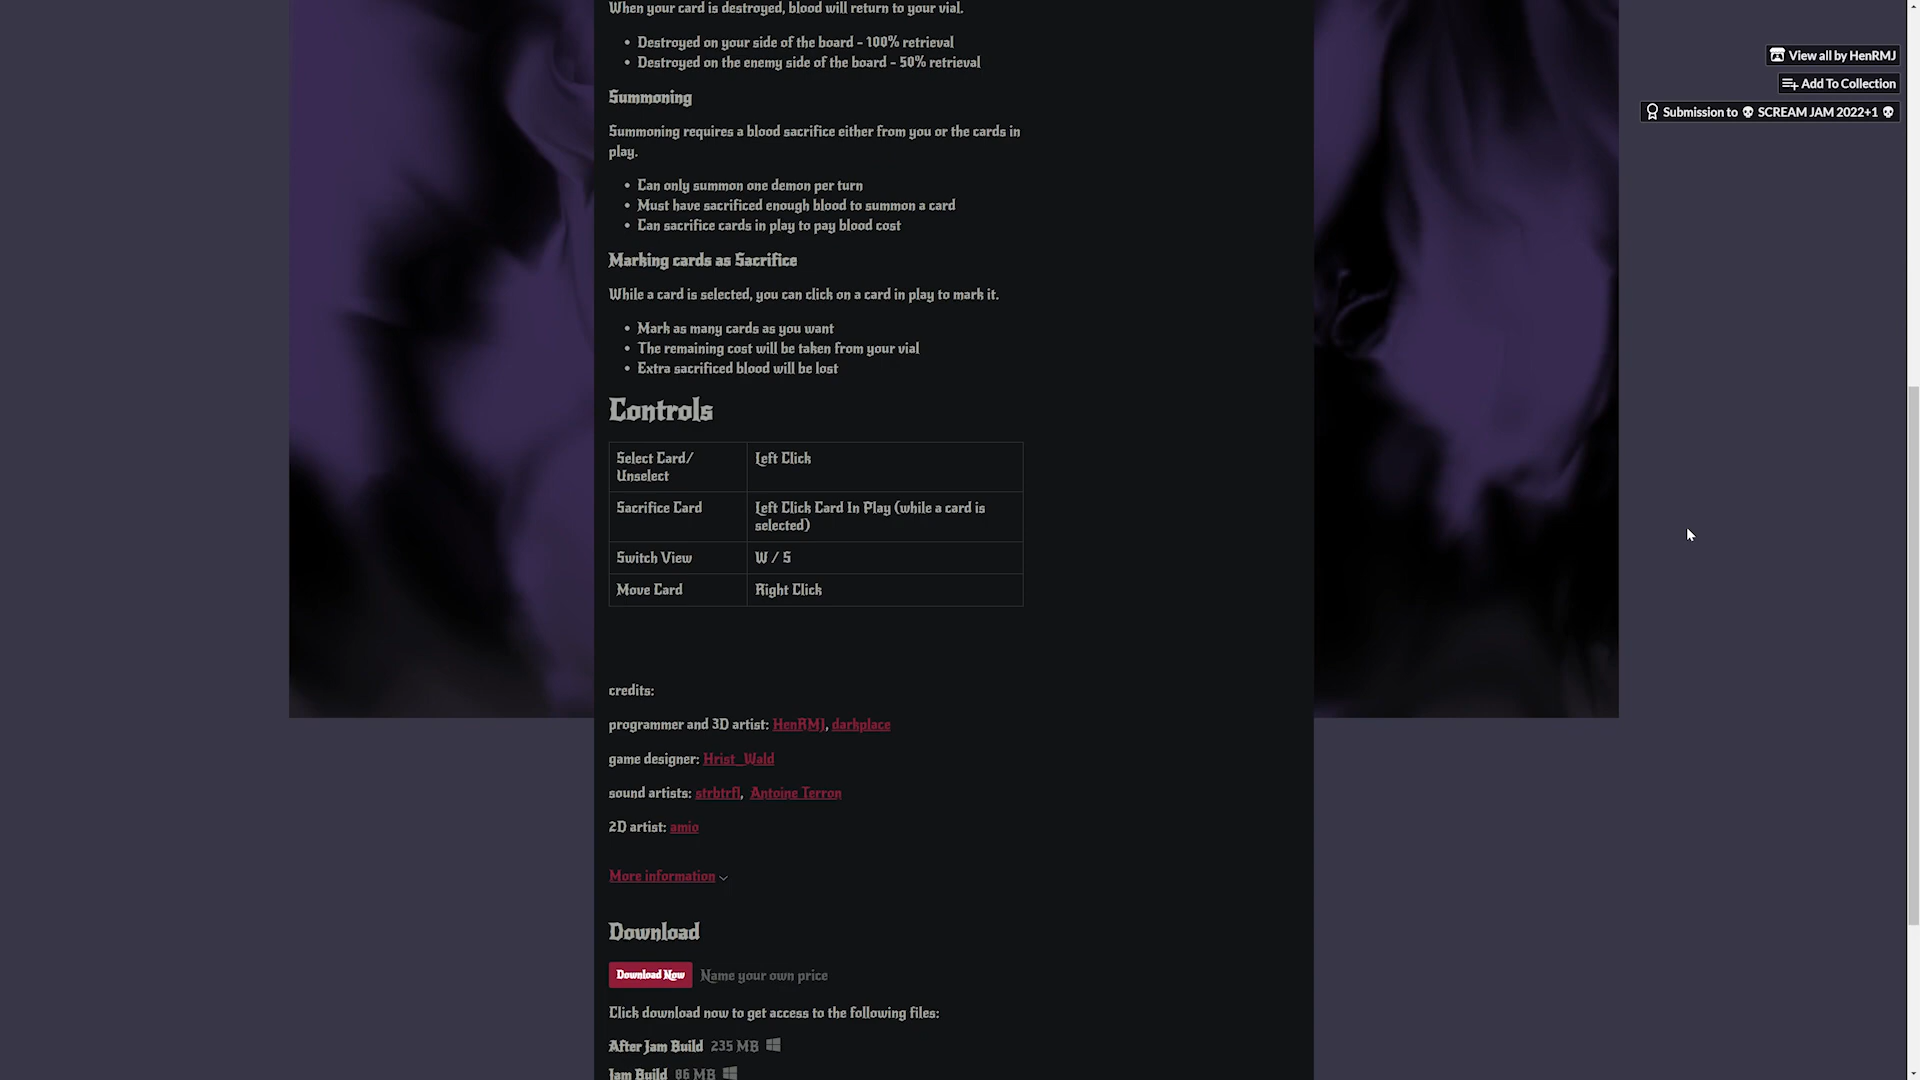 When your card is destroyed, blood will return to your vial.
• Destroyed on your side of the board - 100% retrieval
• Destroyed on the enemy side of the board - 50% retrieval
Summoning
Summoning requires a blood sacrifice either from you or the cards in
play.
• Can only summon one demon per turn
• Must have sacrificed enough blood to summon a card
• Can sacrifice cards in play to pay blood cost
Marking cards as Sacrifice
While a card is selected, you can click on a card in play to mark it.
• Mark as many cards as you want
• The remaining cost will be taken from your vial
• Extra sacrificed blood will be lost
Controls
Select Card/
Unselect
Left Click
Sacrifice Card
Left Click Card In Play (while a card is
selected)
Switch View
W / S
Move Card
Right Click
credits:
programmer and 3D artist: HenRMJ, darkplace
game designer: Hrist_Wald
sound artists: strbtrfl, Antoine Terron
2D artist: amio
More information
Download
Download Now Name your own price
Click download now to get access to the following files:
After Jam Build 235 MB
Jam Build 86 MB
View all by HenRMJ
Add To Collection
Submission to 💀 SCREAM JAM 2022+1 💀